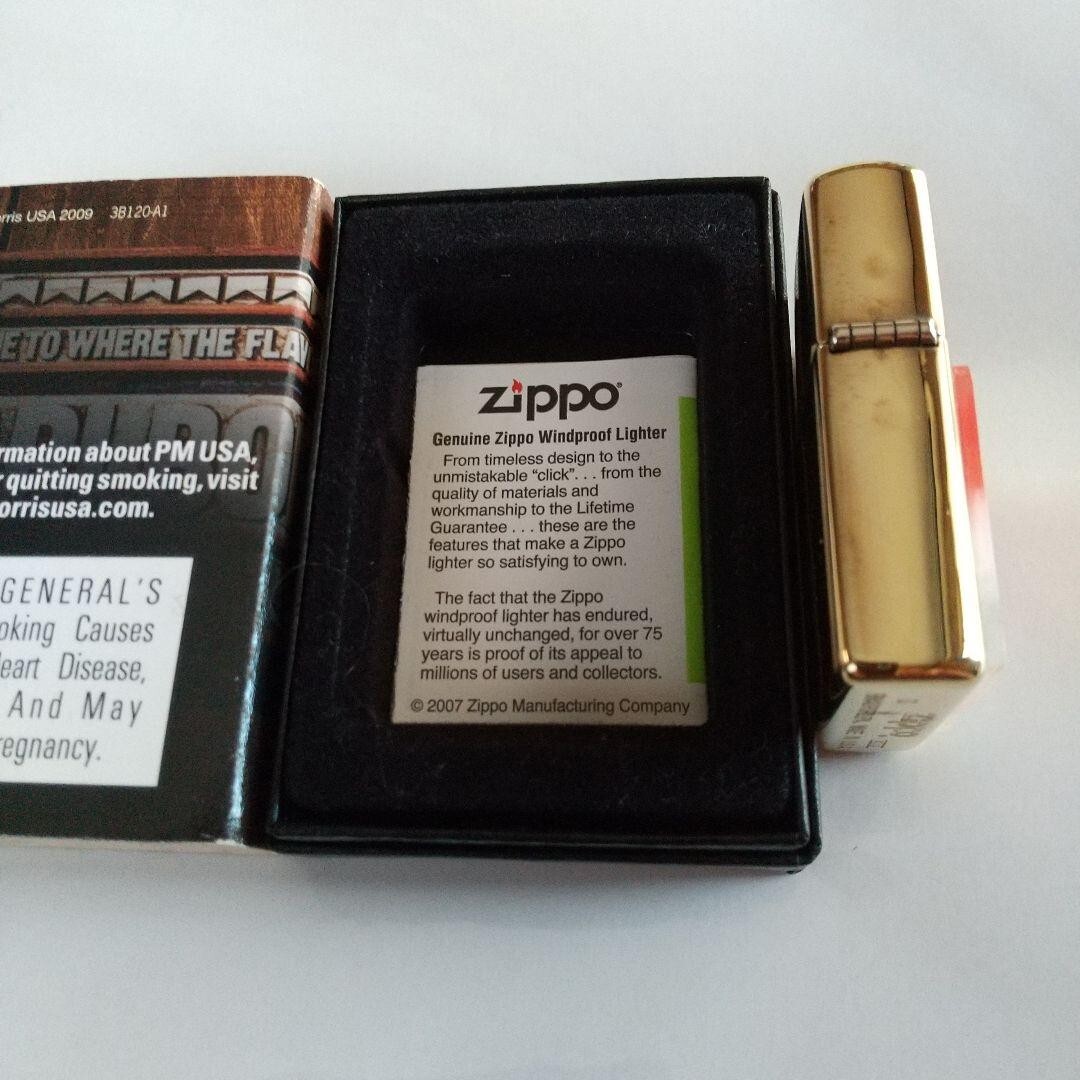 rris USA 2009 3B120-A1
E TO WHERE THE FLAV
rmation about PM USA,
r quitting smoking, visit
orrisusa.com.
GENERAL'S
oking Causes
eart Disease,
And May
regnancy.
zippo®
Genuine Zippo Windproof Lighter
From timeless design to the
unmistakable “click”. . . from the
quality of materials and
workmanship to the Lifetime
Guarantee . . . these are the
features that make a Zippo
lighter so satisfying to own.
The fact that the Zippo
windproof lighter has endured,
virtually unchanged, for over 75
years is proof of its appeal to
millions of users and collectors.
© 2007 Zippo Manufacturing Company